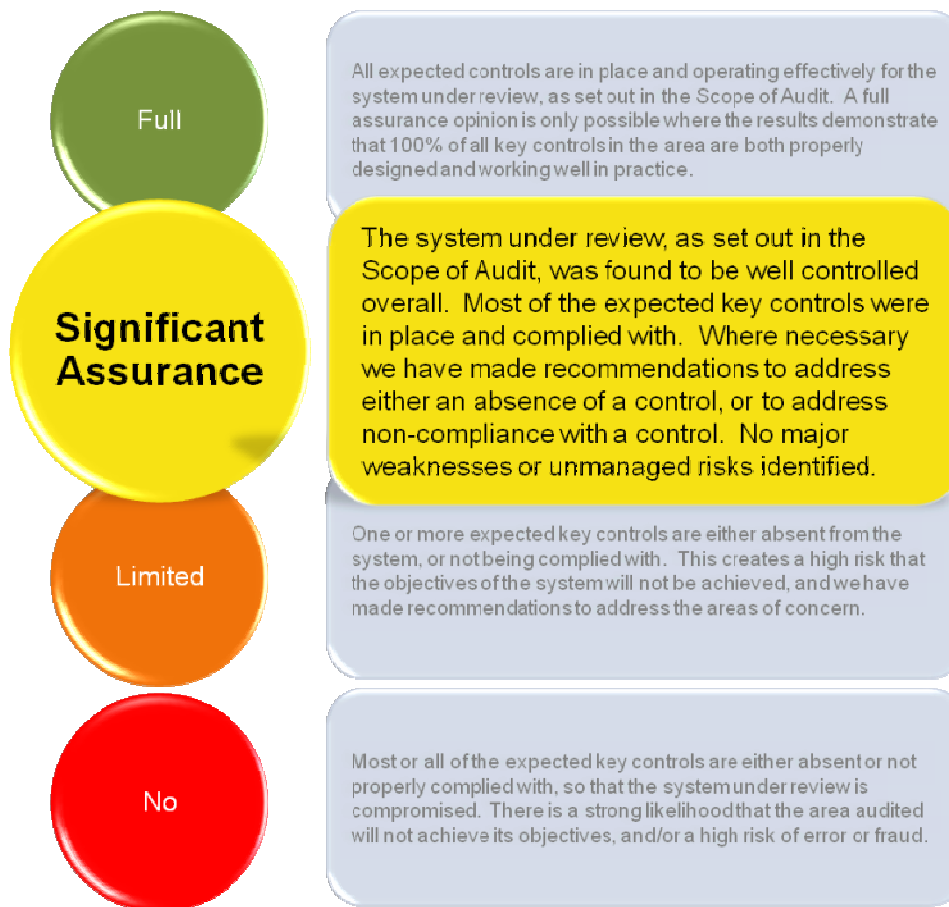 Full
All expected controls are in place and operating effectively for the
system under review, as set out in the Scope of Audit. A full
assurance opinion is only possible where the results demonstrate
that 100% of all key controls in the area are both properly
designed and working well in practice.
Significant
Assurance
The system under review, as set out in the
Scope of Audit, was found to be well controlled
overall. Most of the expected key controls were
in place and complied with. Where necessary
we have made recommendations to address
either an absence of a control, or to address
non-compliance with a control. No major
weaknesses or unmanaged risks identified.
Limited
One or more expected key controls are either absent from the
system, or not being complied with. This creates a high risk that
the objectives of the system will not be achieved, and we have
made recommendations to address the areas of concern.
No
Most or all of the expected key controls are either absent or not
properly complied with, so that the system under review is
compromised. There is a strong likelihood that the area audited
will not achieve its objectives, and/or a high risk of error or fraud.